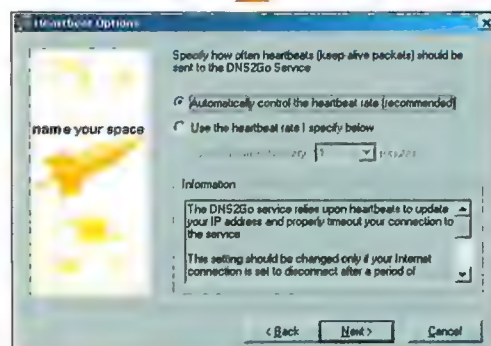 Heartbeat Options
Specify how often heartbeats (keep-alive packets) should be
sent to the DNS2Go Service
Automatically control the heartbeat rate (recommended)
Use the heartbeat rate I specify below
name your space
Information
The DNS2Go service relies upon heartbeats to update
your IP address and properly timeout your connection to
the service
This setting should be changed only if your Internet
connection is set to disconnect after a period of
< Back
Next >
Cancel